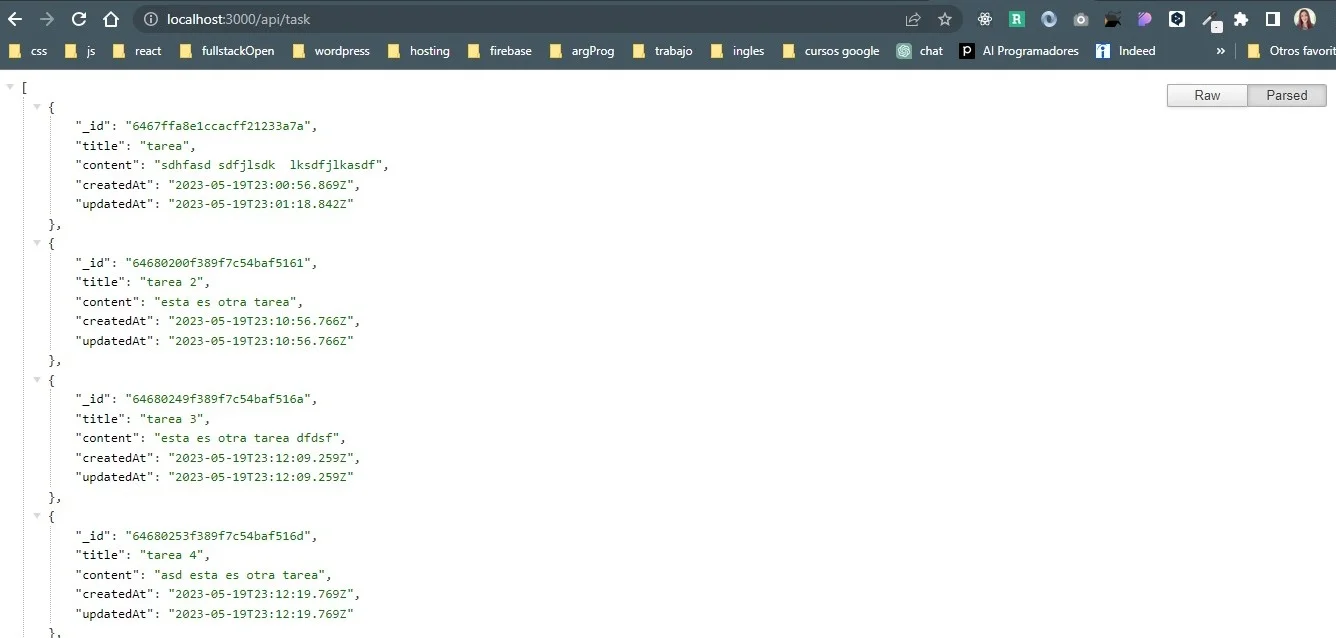 localhost:3000/api/task
css js react fullstackOpen wordpress hosting firebase argProg trabajo ingles cursos google chat AI Programadores Indeed » Otros favorit
Raw Parsed
[
{
"_id": "6467ffa8e1ccacff21233a7a",
"title": "tarea",
"content": "sdhfasd sdfjlsdk  lksdfjlkasdf",
"createdAt": "2023-05-19T23:00:56.869Z",
"updatedAt": "2023-05-19T23:01:18.842Z"
},
{
"_id": "64680200f389f7c54baf5161",
"title": "tarea 2",
"content": "esta es otra tarea",
"createdAt": "2023-05-19T23:10:56.766Z",
"updatedAt": "2023-05-19T23:10:56.766Z"
},
{
"_id": "64680249f389f7c54baf516a",
"title": "tarea 3",
"content": "esta es otra tarea dfdsf",
"createdAt": "2023-05-19T23:12:09.259Z",
"updatedAt": "2023-05-19T23:12:09.259Z"
},
{
"_id": "64680253f389f7c54baf516d",
"title": "tarea 4",
"content": "asd esta es otra tarea",
"createdAt": "2023-05-19T23:12:19.769Z",
"updatedAt": "2023-05-19T23:12:19.769Z"
},